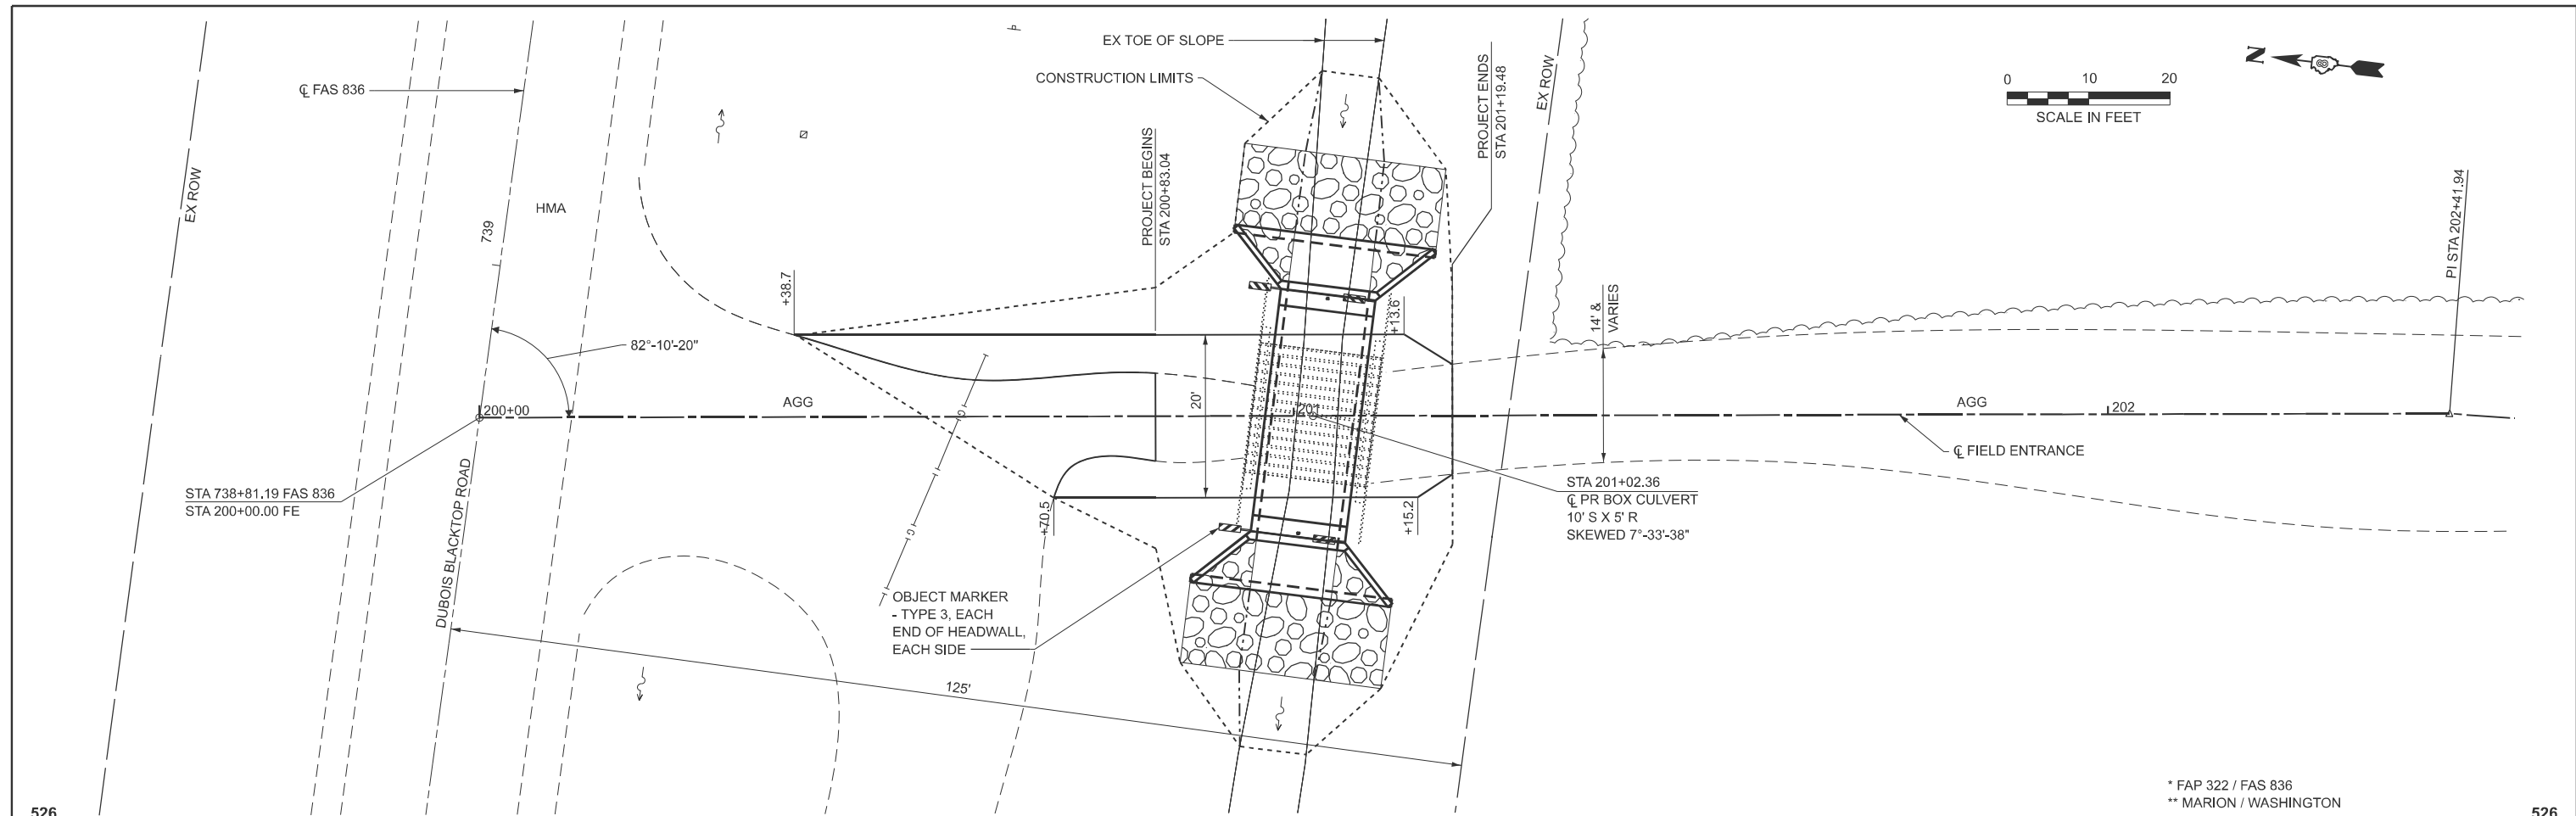 EX TOE OF SLOPE
CONSTRUCTION LIMITS
℄ FAS 836
EX ROW
739
HMA
PROJECT BEGINS
STA 200+83.04
PROJECT ENDS
STA 201+19.48
EX ROW
N
0 10 20
SCALE IN FEET
PI STA 202+41.94
+38.7
82°-10'-20"
+13.6
14' &
VARIES
20'
200+00
AGG
201
AGG
202
℄ FIELD ENTRANCE
STA 738+81.19 FAS 836
STA 200+00.00 FE
DUBOIS BLACKTOP ROAD
+70.5
+15.2
STA 201+02.36
℄ PR BOX CULVERT
10' S X 5' R
SKEWED 7°-33'-38"
OBJECT MARKER
- TYPE 3, EACH
END OF HEADWALL,
EACH SIDE
125'
* FAP 322 / FAS 836
** MARION / WASHINGTON
526
526